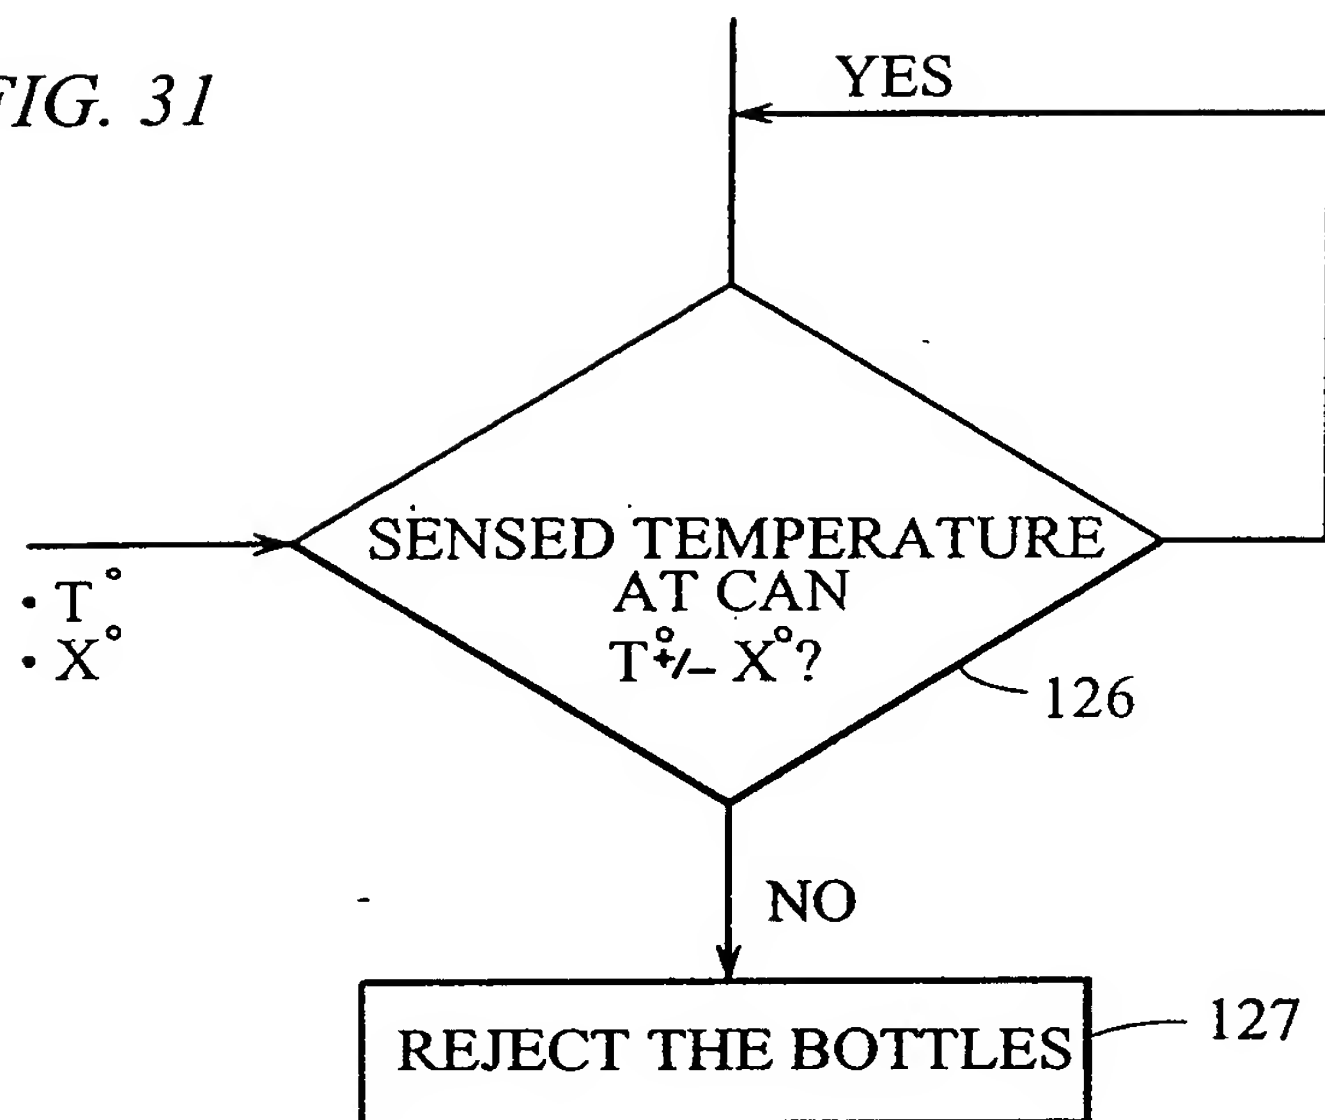 FIG. 31
YES
SENSED TEMPERATURE
AT CAN
T°+/- X°?
· T°
· X°
126
NO
REJECT THE BOTTLES
127